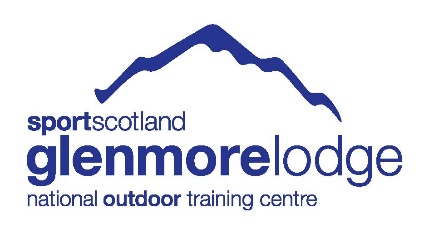 sportscotland
glenmorelodge
national outdoor training centre